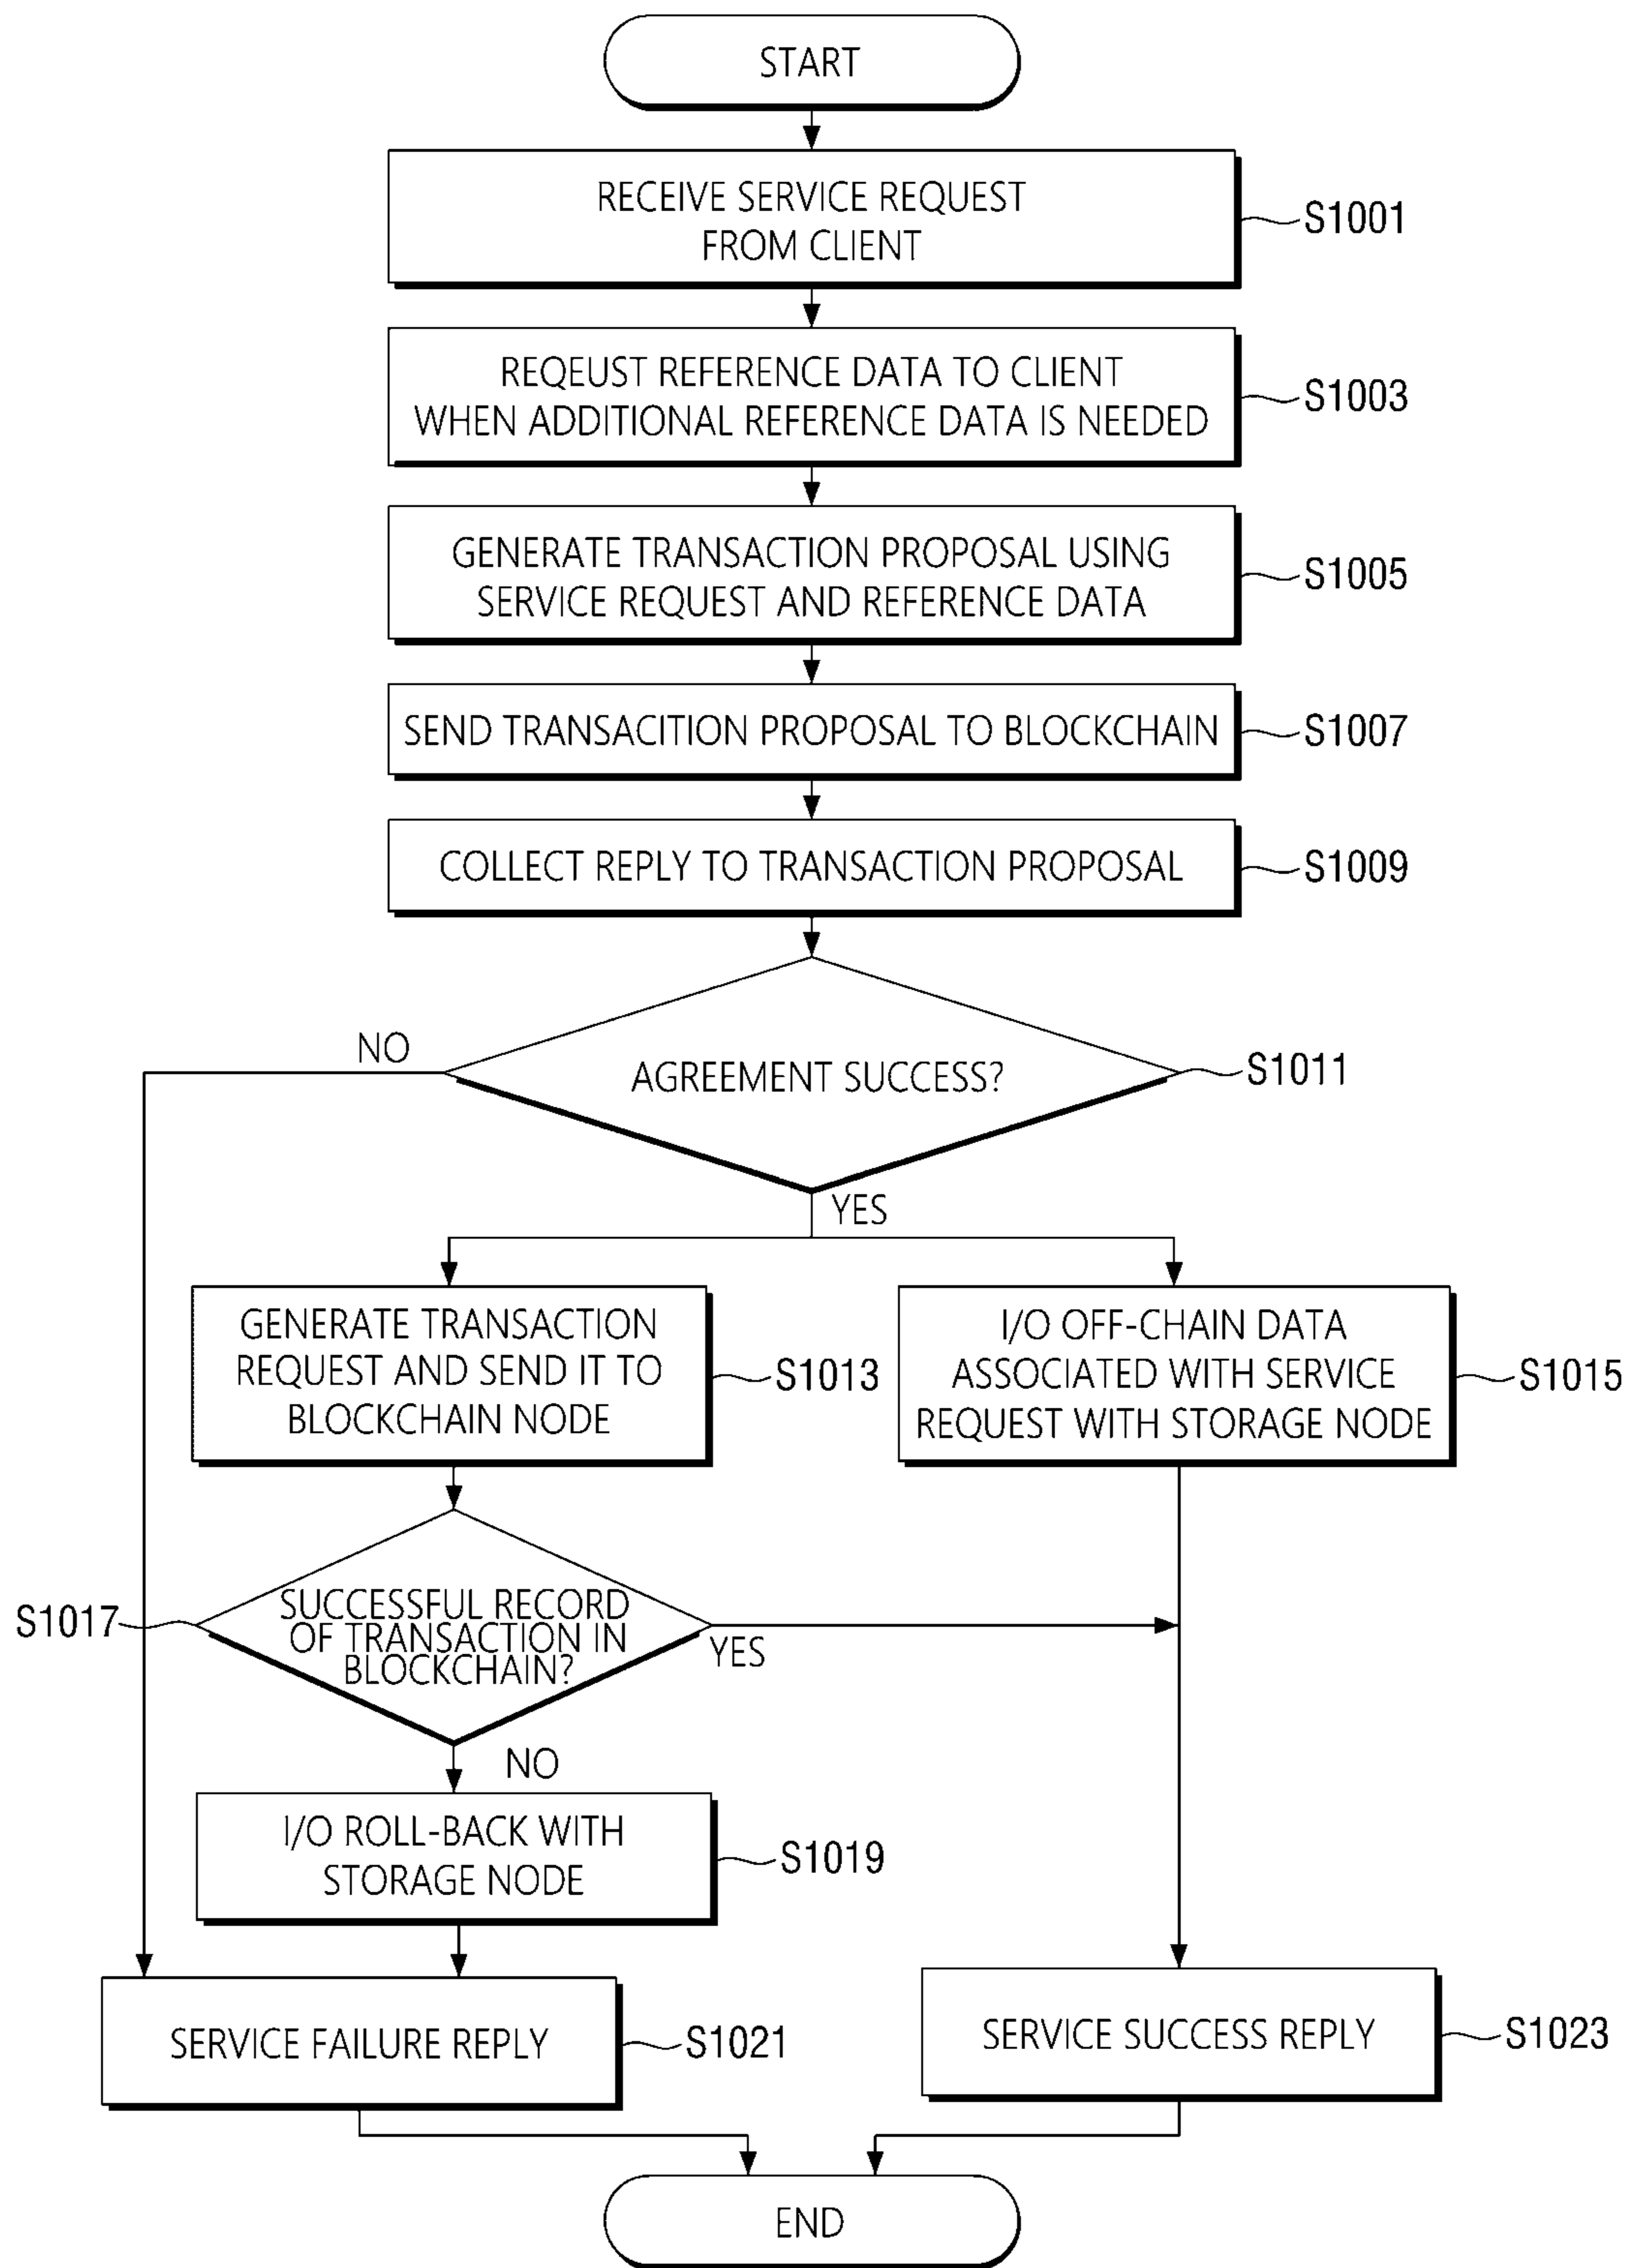 START
RECEIVE SERVICE REQUEST
FROM CLIENT
S1001
REQEUST REFERENCE DATA TO CLIENT
WHEN ADDITIONAL REFERENCE DATA IS NEEDED
S1003
GENERATE TRANSACTION PROPOSAL USING
SERVICE REQUEST AND REFERENCE DATA
S1005
SEND TRANSACITION PROPOSAL TO BLOCKCHAIN
S1007
COLLECT REPLY TO TRANSACTION PROPOSAL
S1009
NO
AGREEMENT SUCCESS?
S1011
YES
GENERATE TRANSACTION
REQUEST AND SEND IT TO
BLOCKCHAIN NODE
S1013
I/O OFF-CHAIN DATA
ASSOCIATED WITH SERVICE
REQUEST WITH STORAGE NODE
S1015
S1017
SUCCESSFUL RECORD
OF TRANSACTION IN
BLOCKCHAIN?
YES
NO
I/O ROLL-BACK WITH
STORAGE NODE
S1019
SERVICE FAILURE REPLY
S1021
SERVICE SUCCESS REPLY
S1023
END